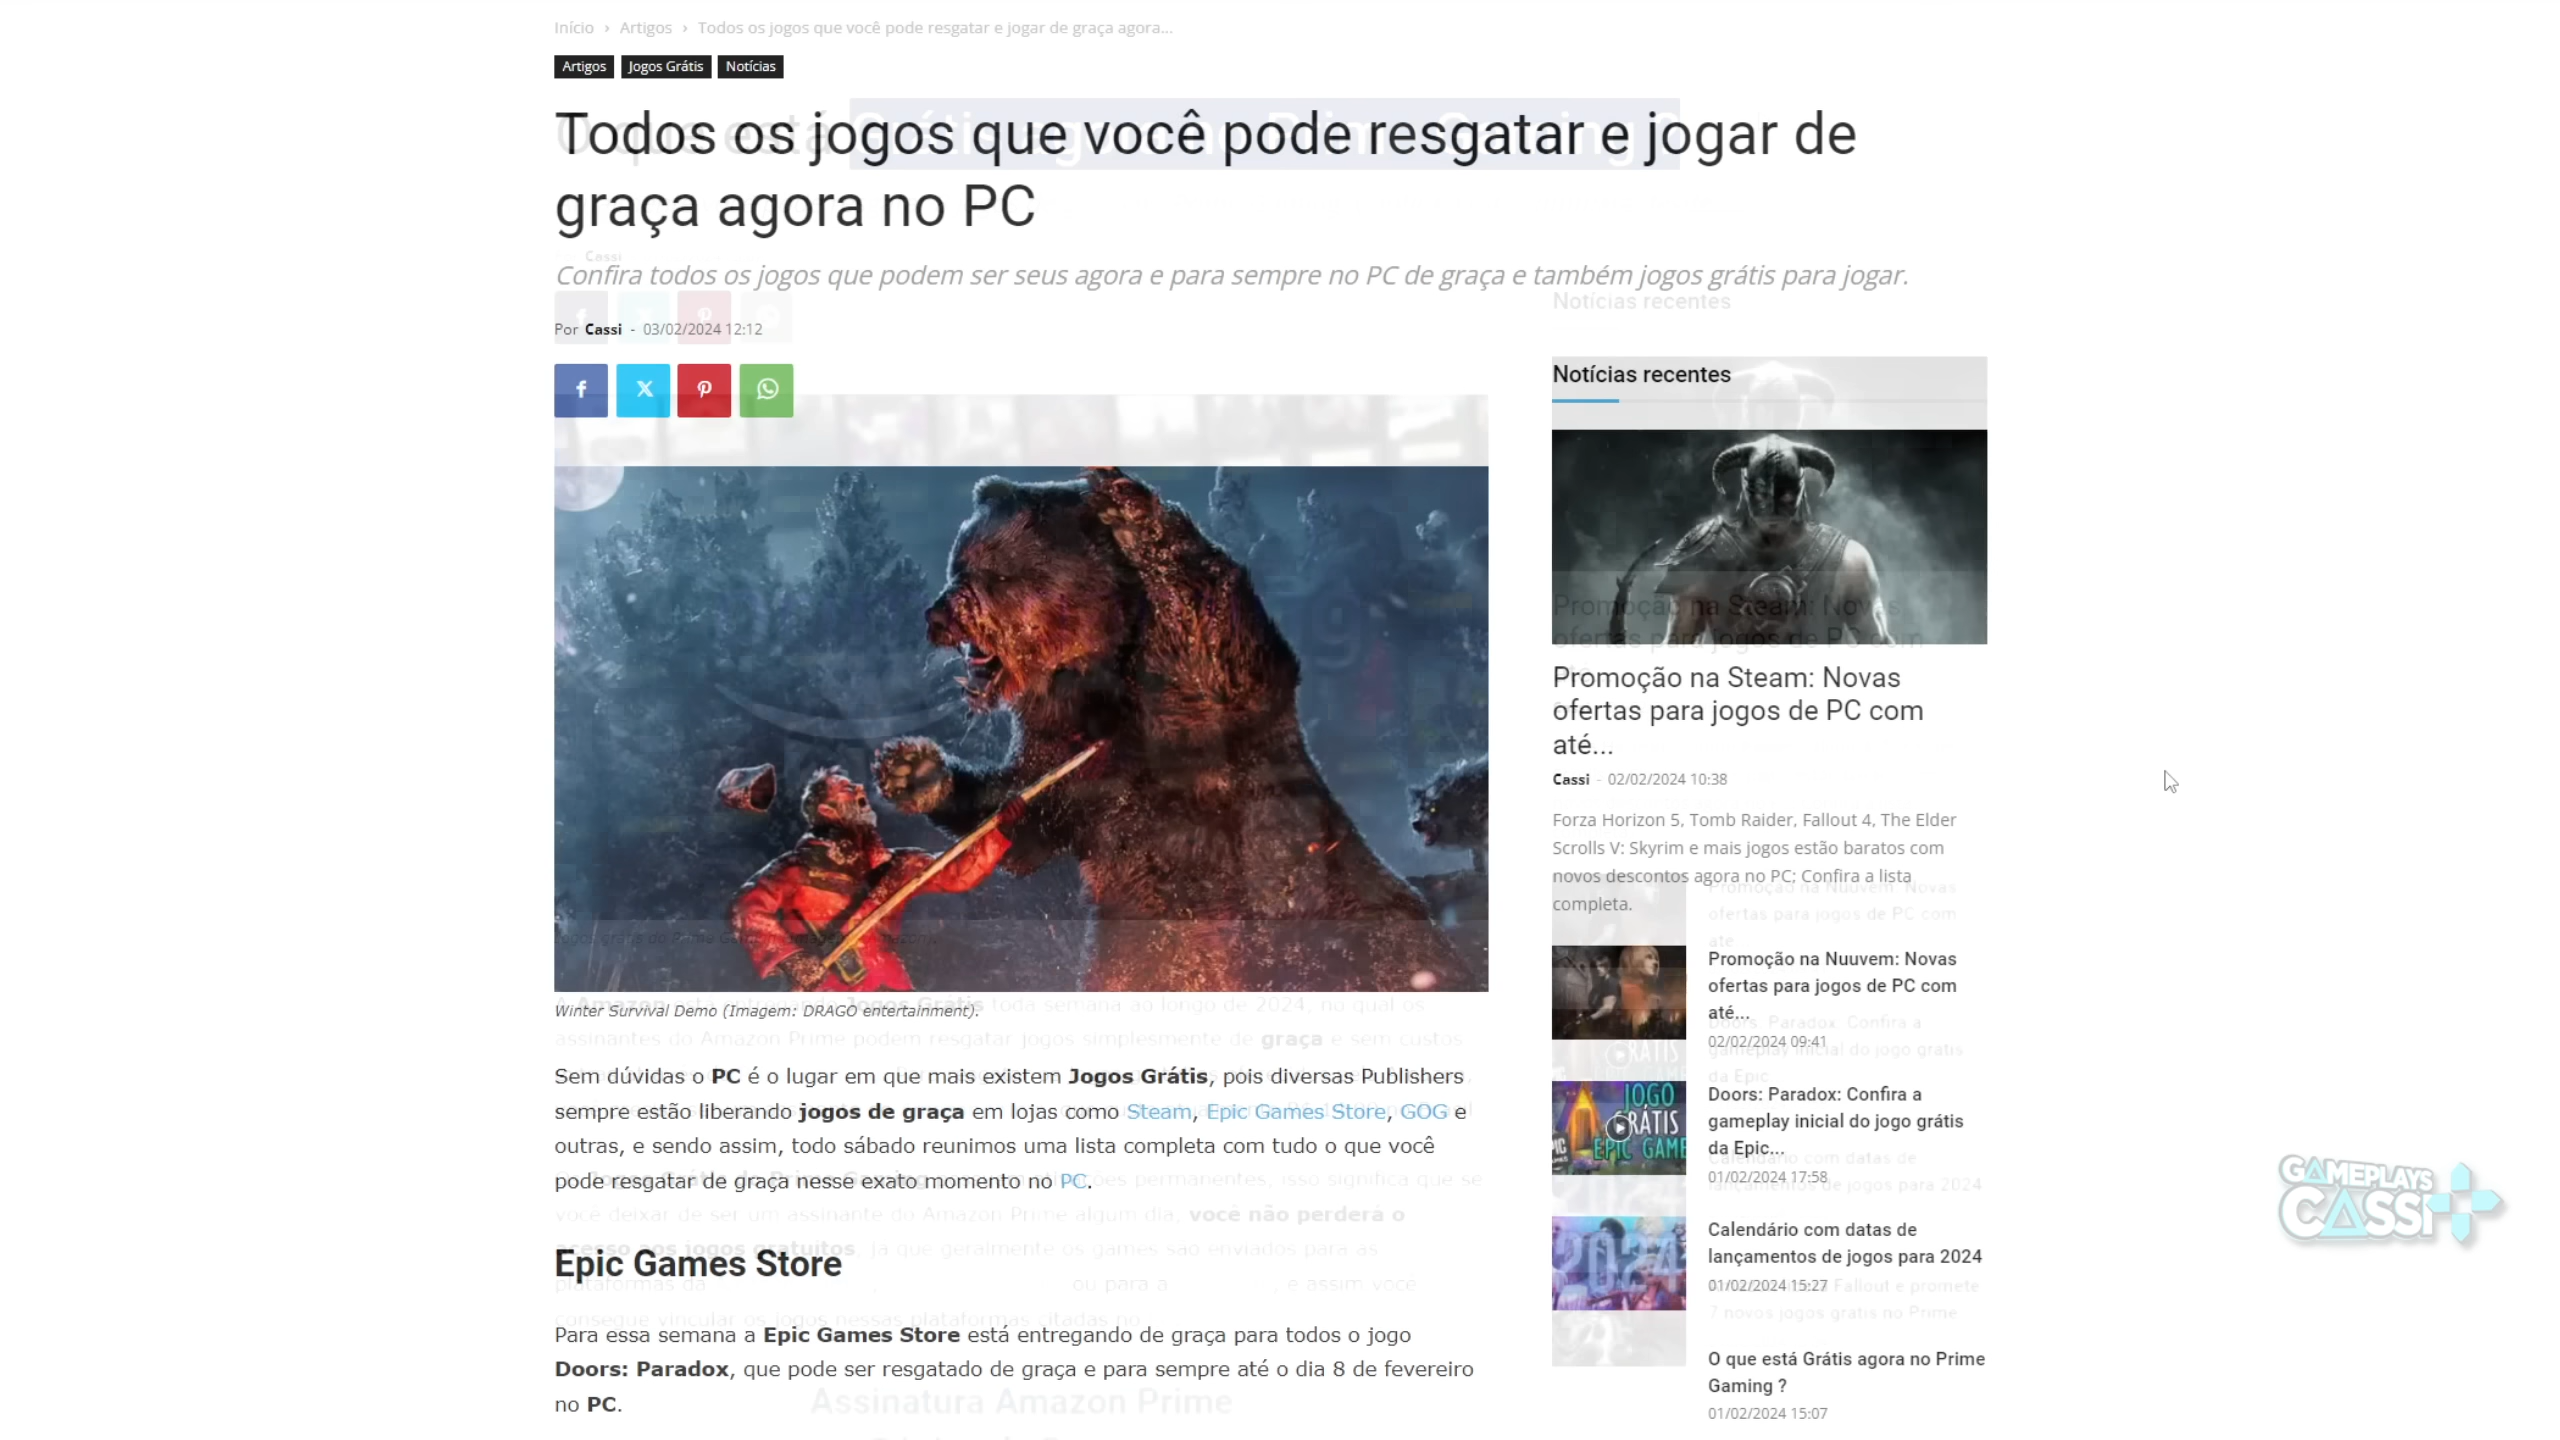 Início › Artigos › Todos os jogos que você pode resgatar e jogar de graça agora...
Artigos Jogos Grátis Notícias
Todos os jogos que você pode resgatar e jogar de
graça agora no PC
Confira todos os jogos que podem ser seus agora e para sempre no PC de graça e também jogos grátis para jogar.
Por Cassi - 03/02/2024 12:12
Winter Survival Demo (Imagem: DRAGO entertainment).
Sem dúvidas o PC é o lugar em que mais existem Jogos Grátis, pois diversas Publishers
sempre estão liberando jogos de graça em lojas como Steam, Epic Games Store, GOG e
outras, e sendo assim, todo sábado reunimos uma lista completa com tudo o que você
pode resgatar de graça nesse exato momento no PC.
Epic Games Store
Para essa semana a Epic Games Store está entregando de graça para todos o jogo
Doors: Paradox, que pode ser resgatado de graça e para sempre até o dia 8 de fevereiro
no PC.
Assinatura Amazon Prime
Notícias recentes
Notícias recentes
Promoção na Steam: Novas
ofertas para jogos de PC com
até...
Cassi - 02/02/2024 10:38
Forza Horizon 5, Tomb Raider, Fallout 4, The Elder
Scrolls V: Skyrim e mais jogos estão baratos com
novos descontos agora no PC; Confira a lista
completa.
Promoção na Nuuvem: Novas
ofertas para jogos de PC com
até...
02/02/2024 09:41
JOGO
GRÁTIS
EPIC GAME
Doors: Paradox: Confira a
gameplay inicial do jogo grátis
da Epic...
01/02/2024 17:58
2024
Calendário com datas de
lançamentos de jogos para 2024
01/02/2024 15:27
O que está Grátis agora no Prime
Gaming ?
01/02/2024 15:07
GAMEPLAYS
CASSI